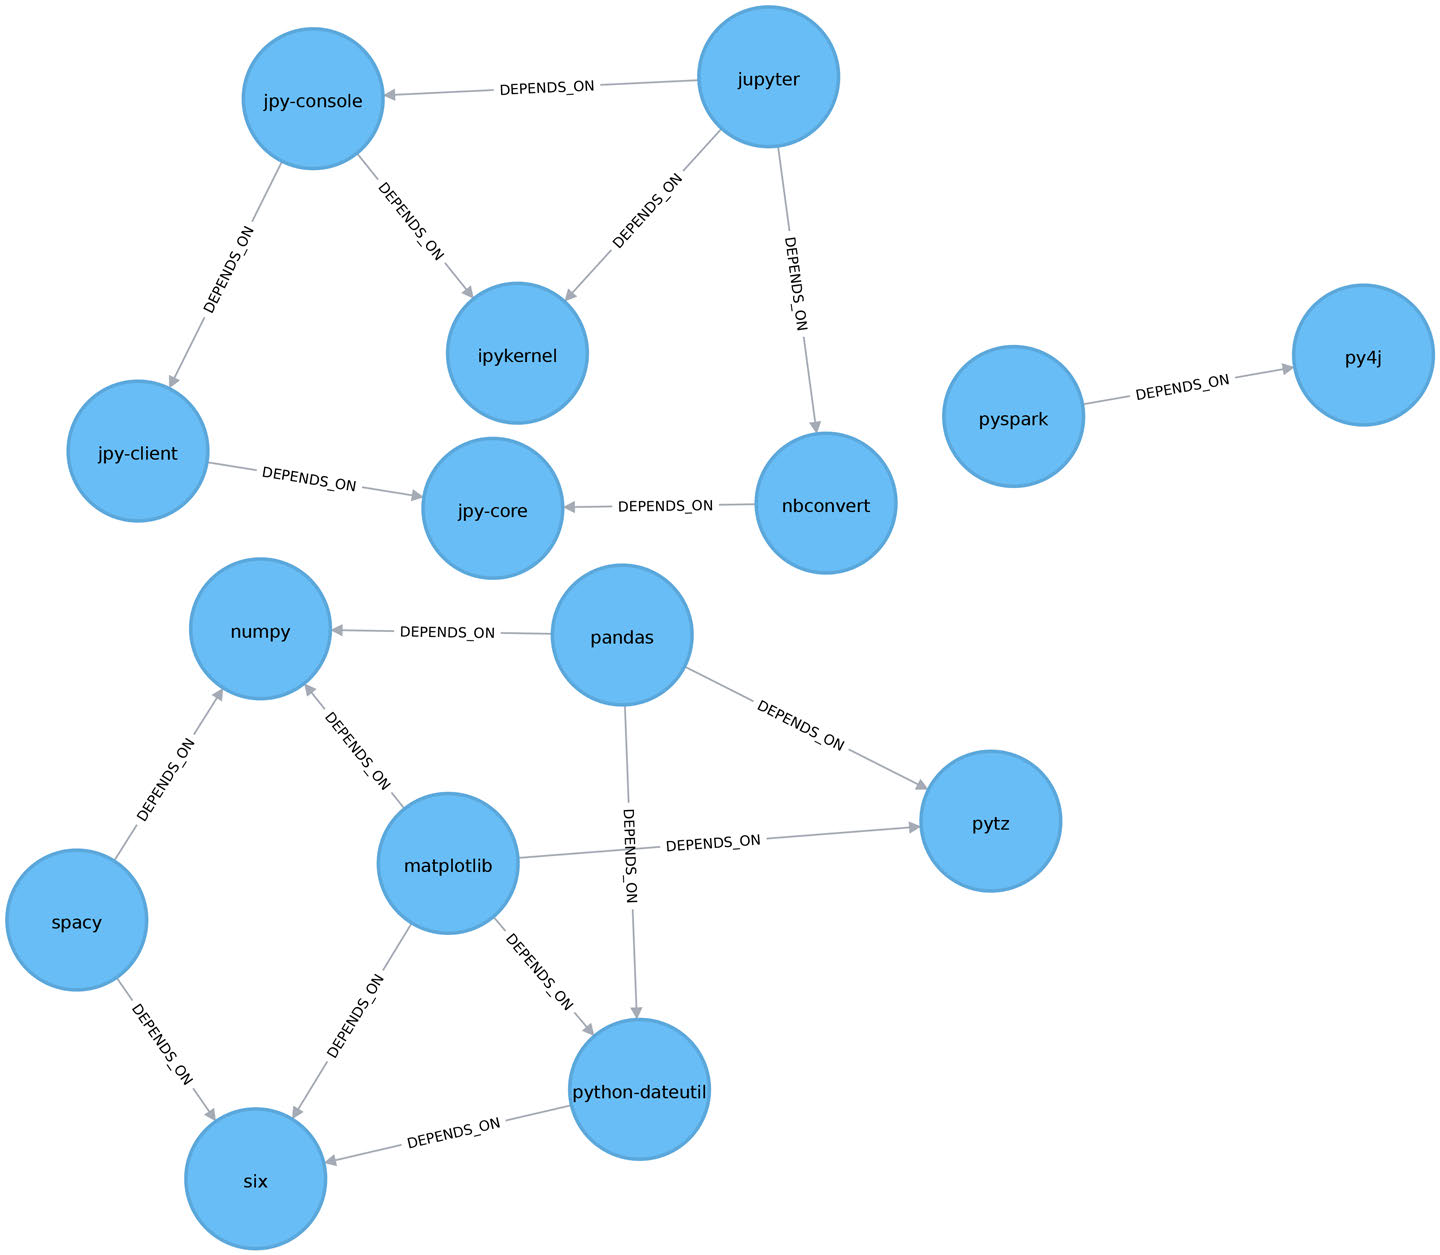 jupyter
jpy-console
DEPENDS_ON
DEPENDS_ON
DEPENDS_ON
DEPENDS_ON
DEPENDS_ON
ipykernel
py4j
DEPENDS_ON
pyspark
jpy-client
DEPENDS_ON
jpy-core
DEPENDS_ON
nbconvert
numpy
DEPENDS_ON
pandas
DEPENDS_ON
DEPENDS_ON
DEPENDS_ON
pytz
DEPENDS_ON
DEPENDS_ON
matplotlib
spacy
DEPENDS_ON
DEPENDS_ON
DEPENDS_ON
python-dateutil
DEPENDS_ON
six